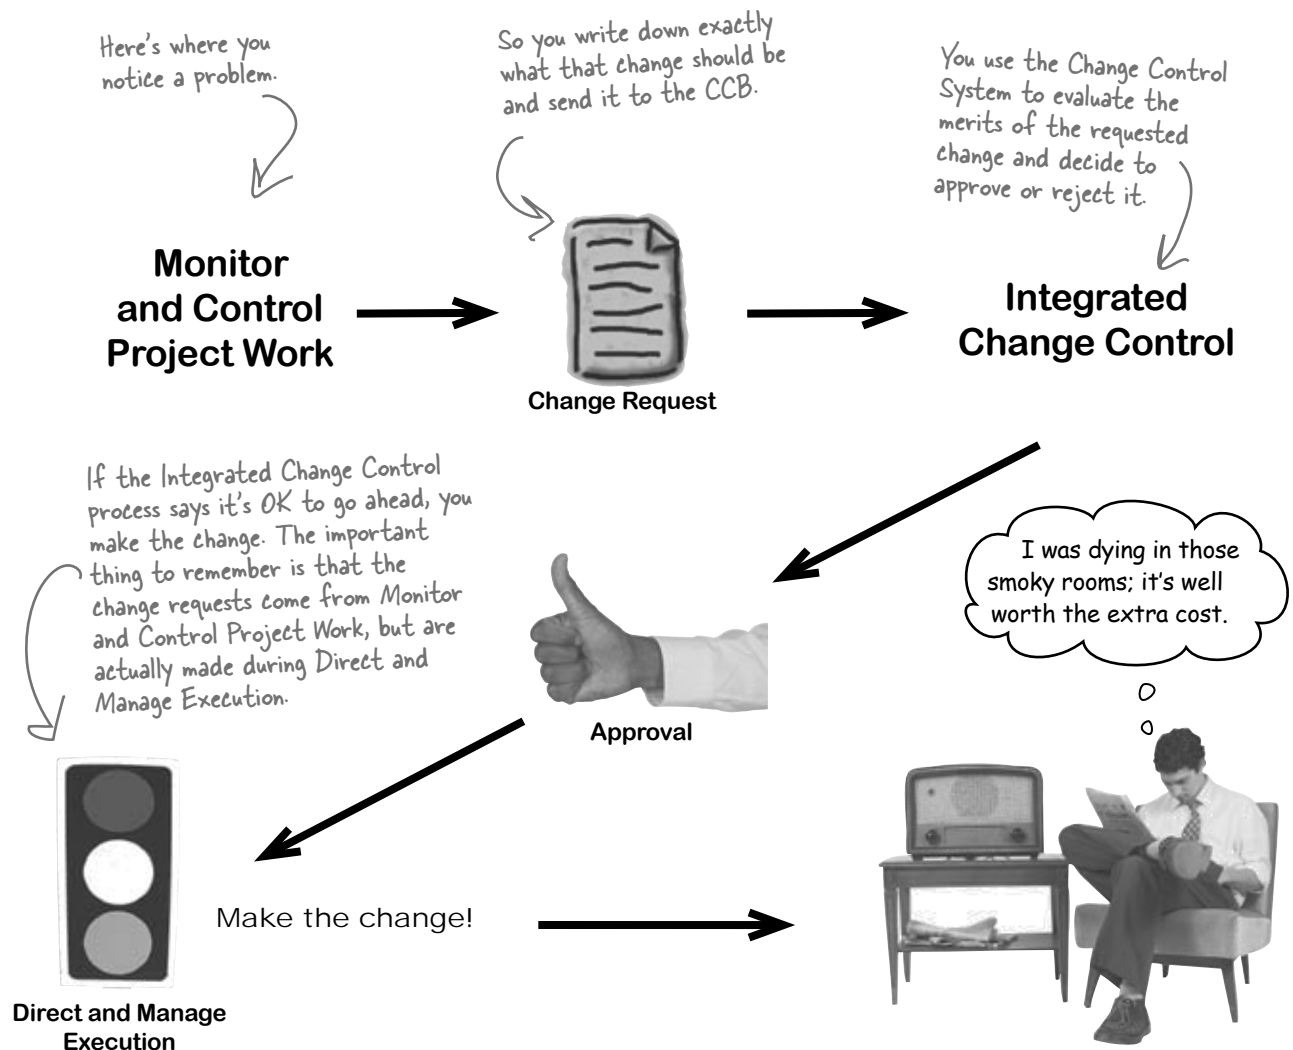 Here's where you
notice a problem.
So you write down exactly
what that change should be
and send it to the CCB.
You use the Change Control
System to evaluate the
merits of the requested
change and decide to
approve or reject it.
Monitor
and Control
Project Work
Change Request
Integrated
Change Control
If the Integrated Change Control
process says it's OK to go ahead, you
make the change. The important
thing to remember is that the
change requests come from Monitor
and Control Project Work, but are
actually made during Direct and
Manage Execution.
Approval
I was dying in those
smoky rooms; it's well
worth the extra cost.
Make the change!
Direct and Manage
Execution